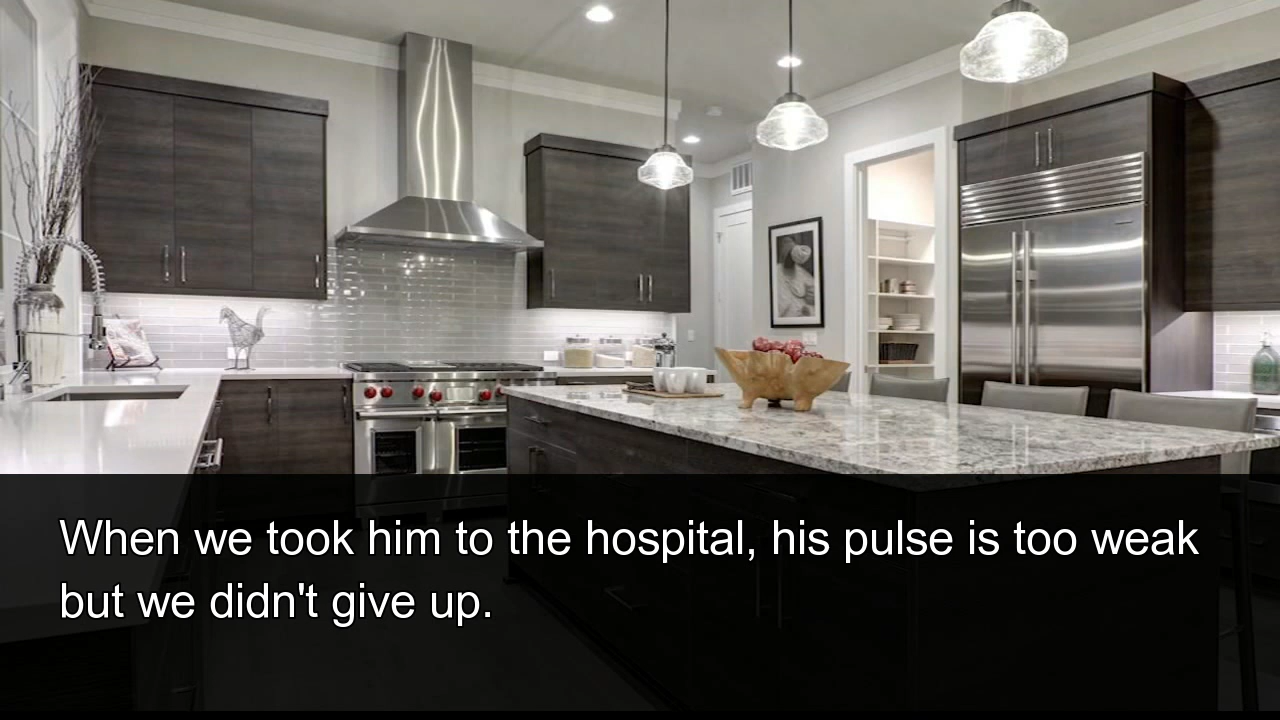 When we took him to the hospital, his pulse is too weak
but we didn't give up.